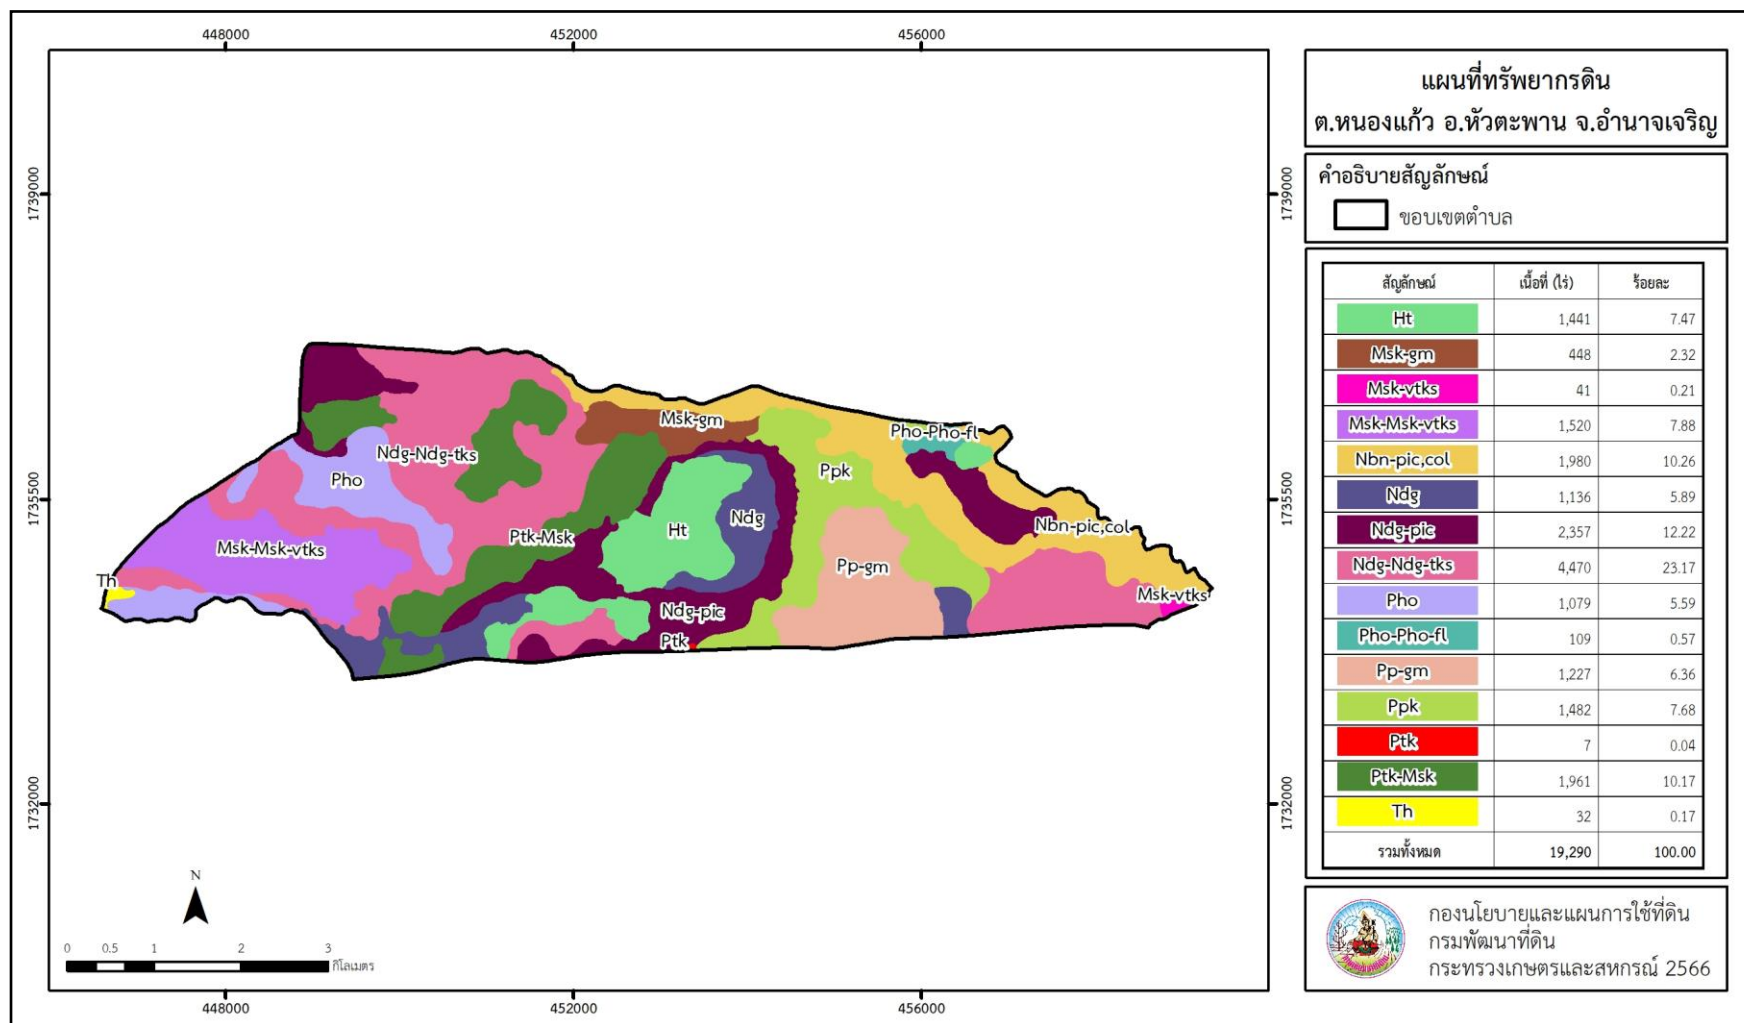 448000
452000
456000
1739000
1739000
1735500
1735500
1732000
1732000
448000
452000
456000
Msk-gm
Pho-Pho-fl
Ndg-Ndg-tks
Ppk
Pho
Ndg
Nbn-pic,col
Ht
Ptk-Msk
Msk-Msk-vtks
Pp-gm
Th
Msk-vtks
Ndg-pic
Ptk
N
0 0.5 1 2 3
กิโลเมตร
แผนที่ทรัพยากรดิน
ต.หนองแก้ว อ.หัวตะพาน จ.อำนาจเจริญ
คำอธิบายสัญลักษณ์
ขอบเขตตำบล
สัญลักษณ์ เนื้อที่ (ไร่) ร้อยละ
Ht 1,441 7.47
Msk-gm 448 2.32
Msk-vtks 41 0.21
Msk-Msk-vtks 1,520 7.88
Nbn-pic,col 1,980 10.26
Ndg 1,136 5.89
Ndg-pic 2,357 12.22
Ndg-Ndg-tks 4,470 23.17
Pho 1,079 5.59
Pho-Pho-fl 109 0.57
Pp-gm 1,227 6.36
Ppk 1,482 7.68
Ptk 7 0.04
Ptk-Msk 1,961 10.17
Th 32 0.17
รวมทั้งหมด 19,290 100.00
กองนโยบายและแผนการใช้ที่ดิน
กรมพัฒนาที่ดิน
กระทรวงเกษตรและสหกรณ์ 2566